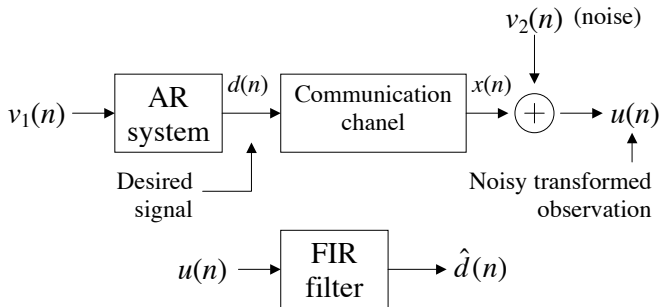 v₂(n) (noise)
v₁(n)
AR
system
d(n)
Communication
chanel
x(n)
+
u(n)
Desired
signal
Noisy transformed
observation
u(n)
FIR
filter
d̂(n)